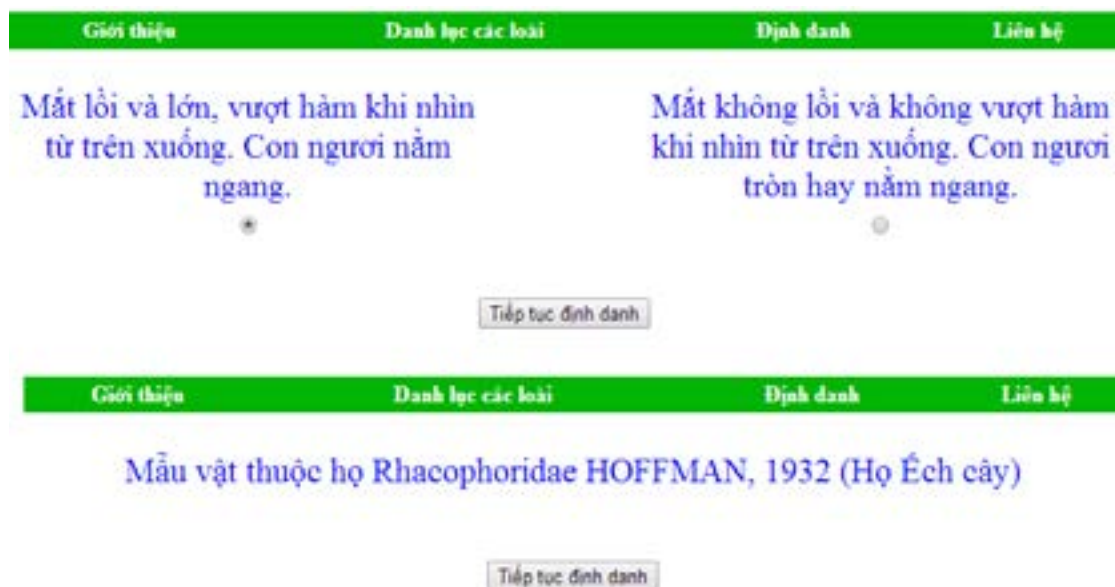 Giới thiệu Danh lục các loài Định danh Liên hệ
Mắt lồi và lớn, vượt hàm khi nhìn
từ trên xuống. Con ngươi nằm
ngang.
Mắt không lồi và không vượt hàm
khi nhìn từ trên xuống. Con ngươi
tròn hay nằm ngang.
Tiếp tục định danh
Giới thiệu Danh lục các loài Định danh Liên hệ
Mẫu vật thuộc họ Rhacophoridae HOFFMAN, 1932 (Họ Ếch cây)
Tiếp tục định danh